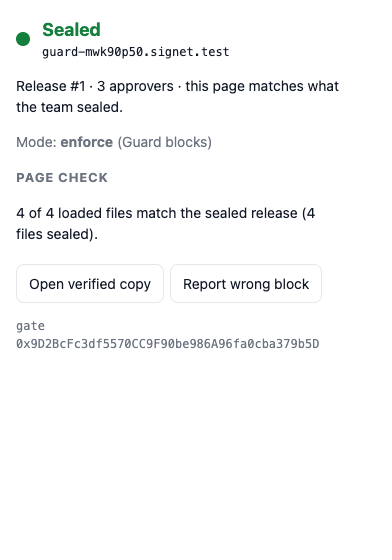 Sealed
guard-mwk90p50.signet.test
Release #1 · 3 approvers · this page matches what
the team sealed.
Mode: enforce (Guard blocks)
PAGE CHECK
4 of 4 loaded files match the sealed release (4
files sealed).
Open verified copy
Report wrong block
gate
0x9D2BcFc3df5570CC9F90be986A96fa0cba379b5D